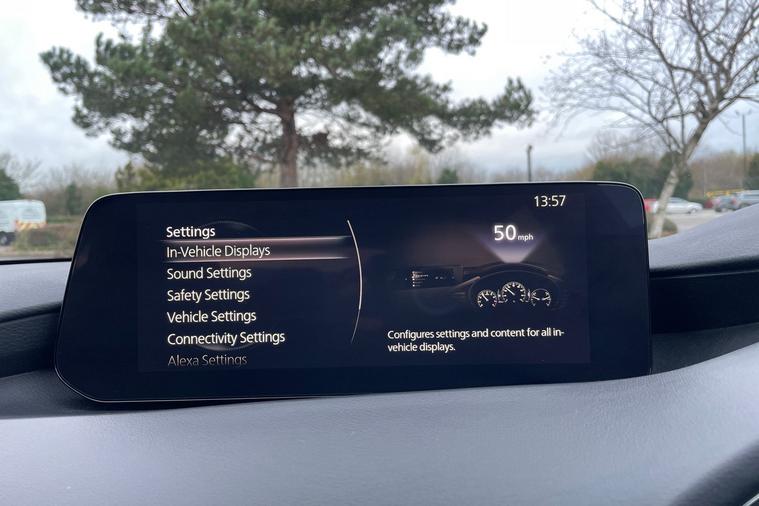 13:57
Settings
In-Vehicle Displays
Sound Settings
Safety Settings
Vehicle Settings
Connectivity Settings
Alexa Settings
50 mph
Configures settings and content for all in-
vehicle displays.